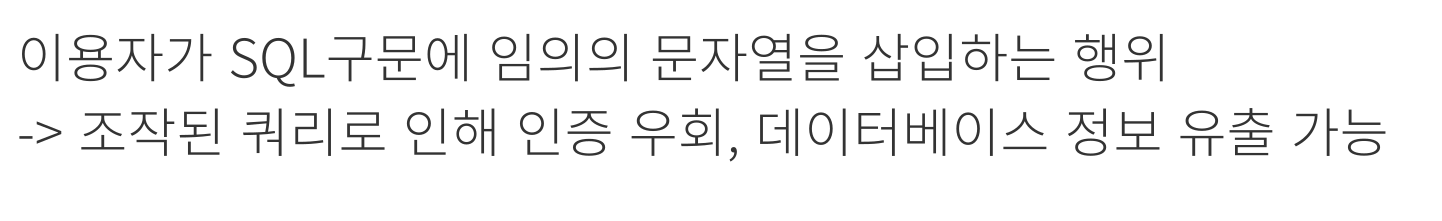 이용자가 SQL구문에 임의의 문자열을 삽입하는 행위
-> 조작된 쿼리로 인해 인증 우회, 데이터베이스 정보 유출 가능